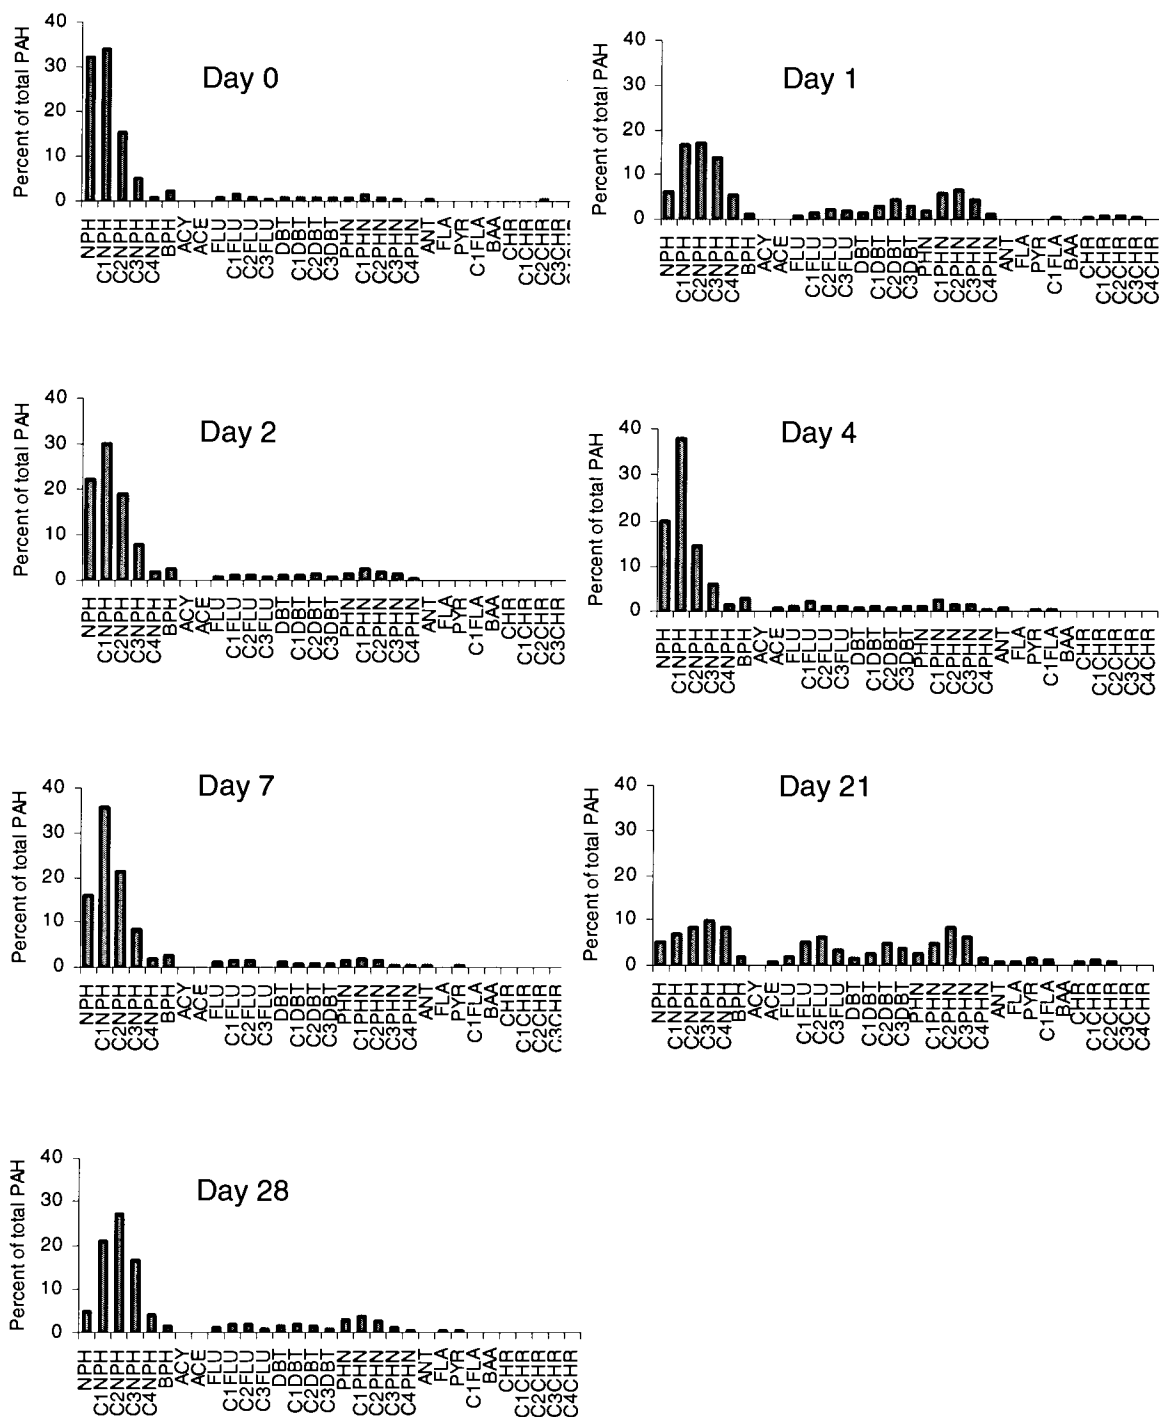 Percent of total PAH
40
30
20
10
0
Day 0
NPH
C1NPH
C2NPH
C3NPH
C4NPH
BPH
ACY
ACE
FLU
C1FLU
C2FLU
C3FLU
DBT
C1DBT
C2DBT
C3DBT
PHN
C1PHN
C2PHN
C3PHN
C4PHN
ANT
FLA
PYR
C1FLA
BAA
CHR
C1CHR
C2CHR
Percent of total PAH
40
30
20
10
0
Day 1
NPH
C1NPH
C2NPH
C3NPH
C4NPH
BPH
ACY
ACE
FLU
C1FLU
C2FLU
C3FLU
DBT
C1DBT
C2DBT
C3DBT
PHN
C1PHN
C2PHN
C3PHN
C4PHN
ANT
FLA
PYR
C1FLA
BAA
CHR
C1CHR
C2CHR
C3CHR
C4CHR
Percent of total PAH
40
30
20
10
0
Day 2
NPH
C1NPH
C2NPH
C3NPH
C4NPH
BPH
ACY
ACE
FLU
C1FLU
C2FLU
C3FLU
DBT
C1DBT
C2DBT
C3DBT
PHN
C1PHN
C2PHN
C3PHN
C4PHN
ANT
FLA
PYR
C1FLA
BAA
CHR
C1CHR
C2CHR
C3CHR
Percent of total PAH
40
30
20
10
0
Day 4
NPH
C1NPH
C2NPH
C3NPH
C4NPH
BPH
ACY
ACE
FLU
C1FLU
C2FLU
C3FLU
DBT
C1DBT
C2DBT
C3DBT
PHN
C1PHN
C2PHN
C3PHN
C4PHN
ANT
FLA
PYR
C1FLA
BAA
CHR
C1CHR
C2CHR
C3CHR
C4CHR
Percent of total PAH
40
30
20
10
0
Day 7
NPH
C1NPH
C2NPH
C3NPH
C4NPH
BPH
ACY
ACE
FLU
C1FLU
C2FLU
C3FLU
DBT
C1DBT
C2DBT
C3DBT
PHN
C1PHN
C2PHN
C3PHN
C4PHN
ANT
FLA
PYR
C1FLA
BAA
CHR
C1CHR
C2CHR
C3CHR
Percent of total PAH
40
30
20
10
0
Day 21
NPH
C1NPH
C2NPH
C3NPH
C4NPH
BPH
ACY
ACE
FLU
C1FLU
C2FLU
C3FLU
DBT
C1DBT
C2DBT
C3DBT
PHN
C1PHN
C2PHN
C3PHN
C4PHN
ANT
FLA
PYR
C1FLA
BAA
CHR
C1CHR
C2CHR
C3CHR
C4CHR
Percent of total PAH
40
30
20
10
0
Day 28
NPH
C1NPH
C2NPH
C3NPH
C4NPH
BPH
ACY
ACE
FLU
C1FLU
C2FLU
C3FLU
DBT
C1DBT
C2DBT
C3DBT
PHN
C1PHN
C2PHN
C3PHN
C4PHN
ANT
FLA
PYR
C1FLA
BAA
CHR
C1CHR
C2CHR
C3CHR
C4CHR